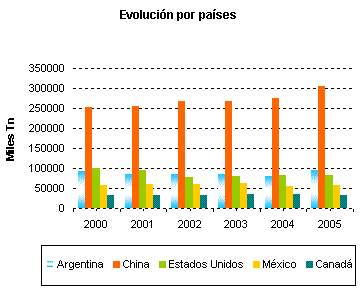 Evolución por países
Miles Tn
350000
300000
250000
200000
150000
100000
50000
0
2000 2001 2002 2003 2004 2005
Argentina China Estados Unidos México Canadá